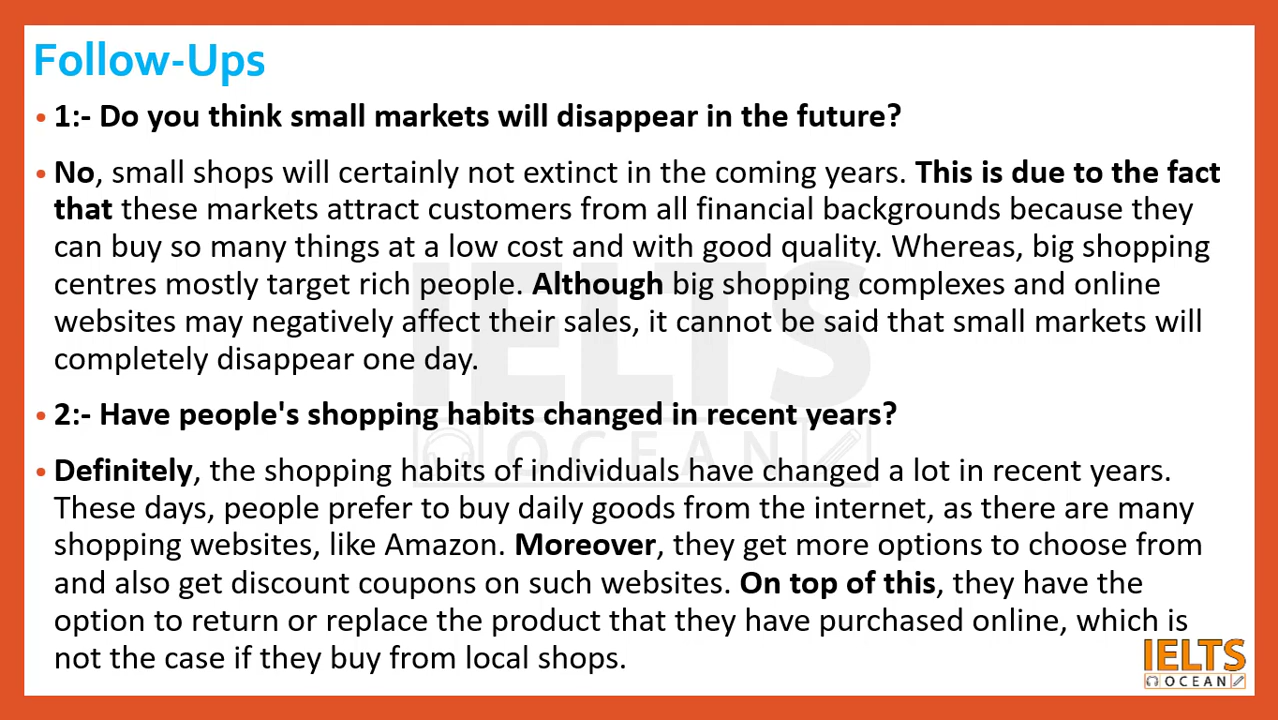 Follow-Ups
• 1:- Do you think small markets will disappear in the future?
• No, small shops will certainly not extinct in the coming years. This is due to the fact
that these markets attract customers from all financial backgrounds because they
can buy so many things at a low cost and with good quality. Whereas, big shopping
centres mostly target rich people. Although big shopping complexes and online
websites may negatively affect their sales, it cannot be said that small markets will
completely disappear one day.
• 2:- Have people's shopping habits changed in recent years?
• Definitely, the shopping habits of individuals have changed a lot in recent years.
These days, people prefer to buy daily goods from the internet, as there are many
shopping websites, like Amazon. Moreover, they get more options to choose from
and also get discount coupons on such websites. On top of this, they have the
option to return or replace the product that they have purchased online, which is
not the case if they buy from local shops.
IELTS
OCEAN
IELTS
OCEAN